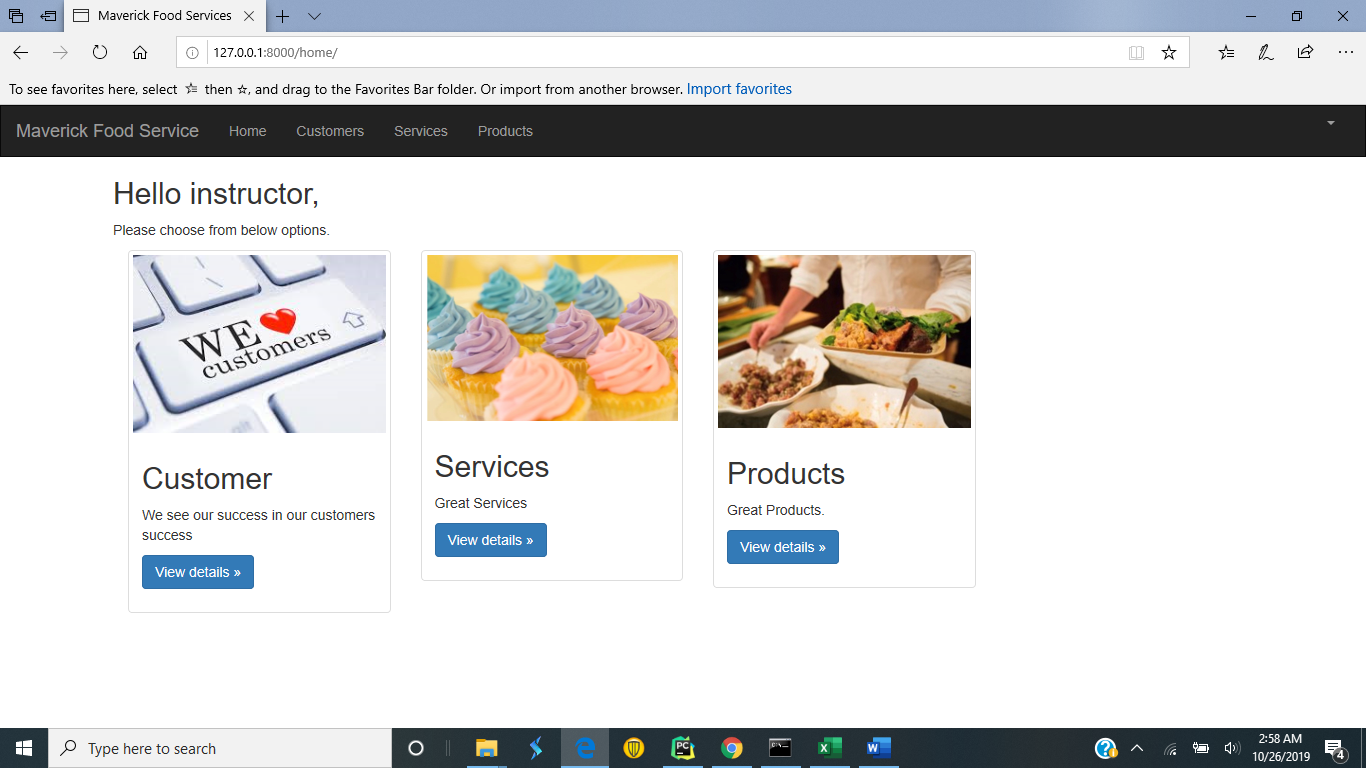 Maverick Food Services
127.0.0.1:8000/home/
To see favorites here, select then ☆, and drag to the Favorites Bar folder. Or import from another browser. Import favorites
Maverick Food Service Home Customers Services Products
Hello instructor,
Please choose from below options.
WE ❤
customers
Customer
We see our success in our customers
success
View details »
Services
Great Services
View details »
Products
Great Products.
View details »
Type here to search
PC
C:\
X
W
2:58 AM
10/26/2019
4